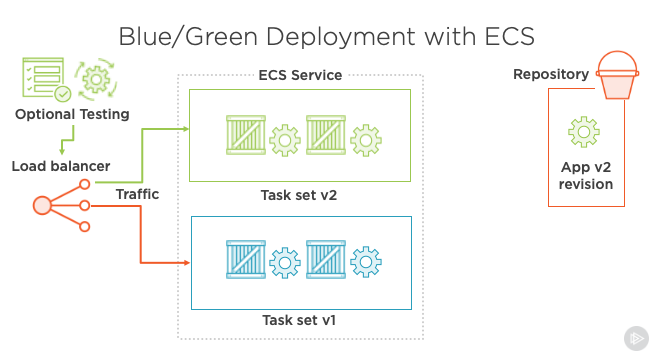 Blue/Green Deployment with ECS
ECS Service
Repository
Optional Testing
Load balancer
Traffic
App v2
revision
Task set v2
Task set v1